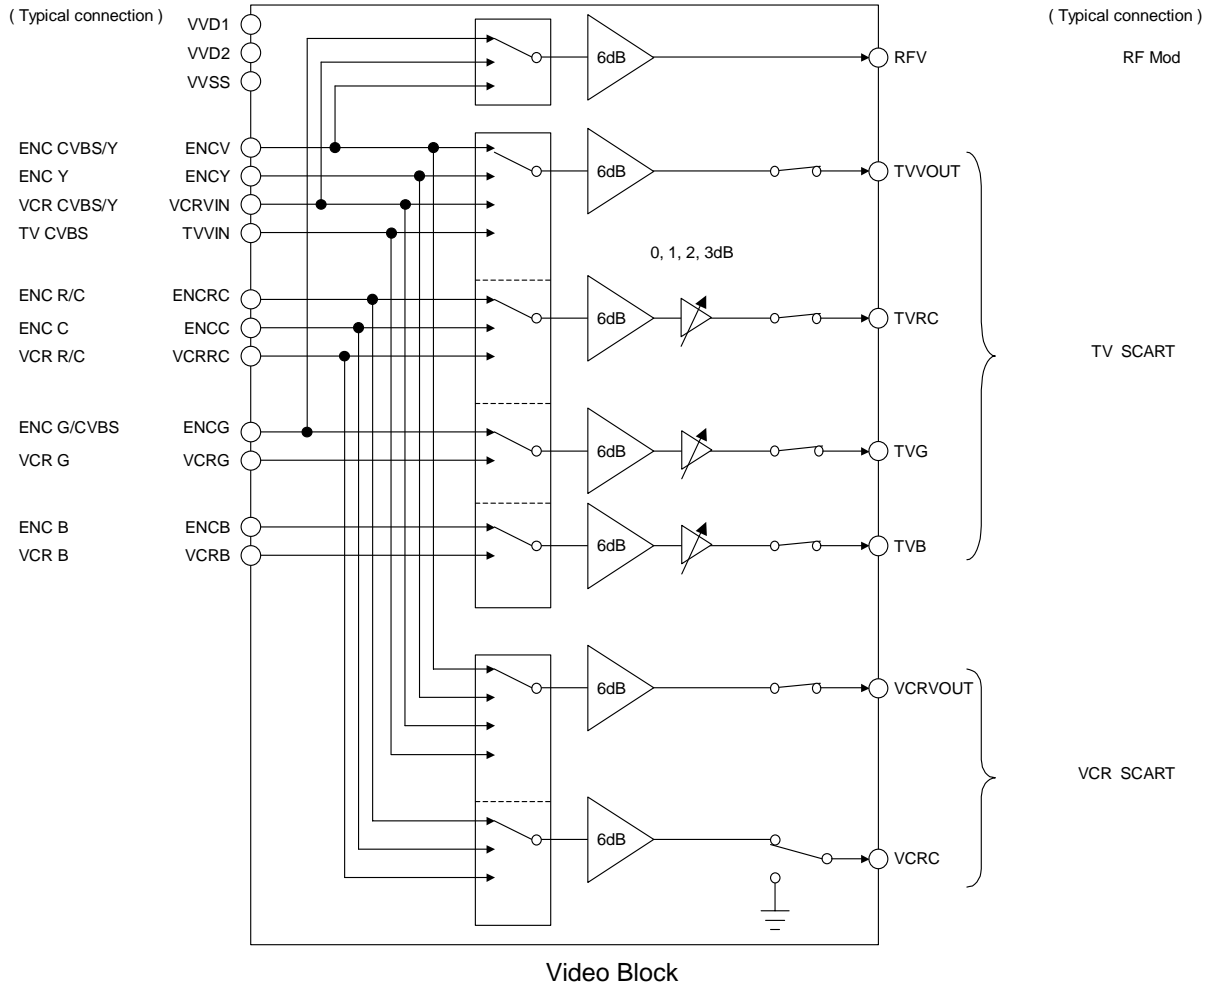 ( Typical connection )
( Typical connection )
VVD1
VVD2
VVSS
6dB
RFV
RF Mod
ENC CVBS/Y
ENCV
ENC Y
ENCY
VCR CVBS/Y
VCRVIN
TV CVBS
TVVIN
6dB
TVVOUT
0, 1, 2, 3dB
ENC R/C
ENCRC
ENC C
ENCC
VCR R/C
VCRRC
6dB
TVRC
TV SCART
ENC G/CVBS
ENCG
VCR G
VCRG
6dB
TVG
ENC B
ENCB
VCR B
VCRB
6dB
TVB
6dB
VCRVOUT
VCR SCART
6dB
VCRC
Video Block